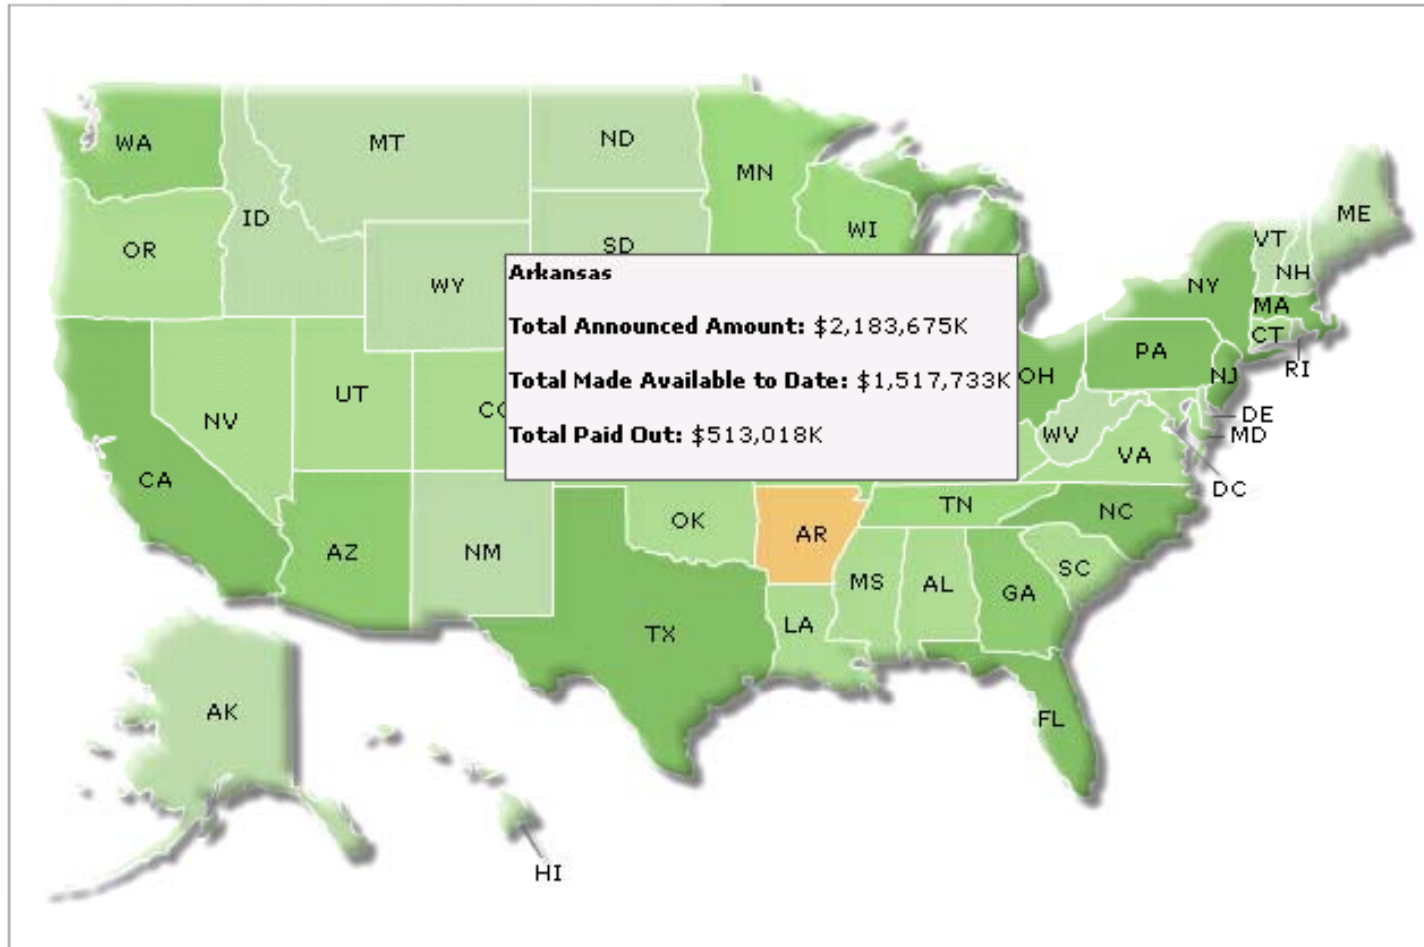 WA
MT
ND
MN
OR
ID
SD
WI
WY
VT
NH
ME
NY
MA
CT
RI
PA
NJ
OH
DE
MD
DC
WV
VA
Arkansas
Total Announced Amount: $2,183,675K
Total Made Available to Date: $1,517,733K
Total Paid Out: $513,018K
NV
UT
CA
AZ
NM
OK
AR
TN
NC
MS
AL
GA
SC
TX
LA
FL
AK
HI